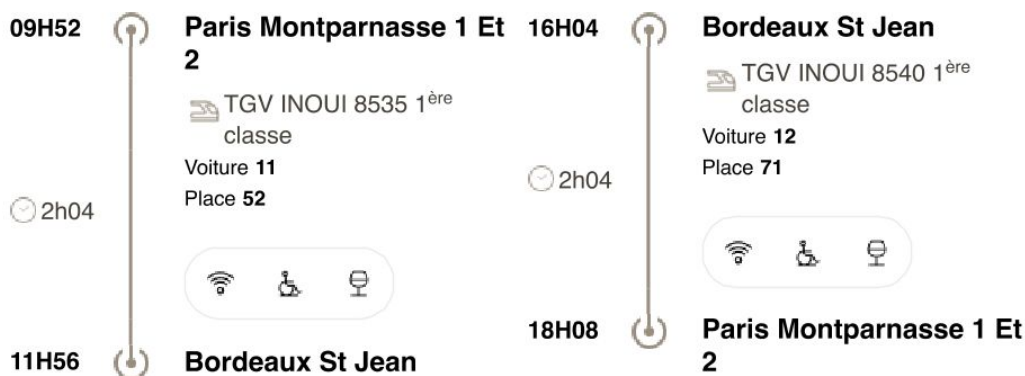 09H52
Paris Montparnasse 1 Et
2
TGV INOUI 8535 1ère
classe
Voiture 11
Place 52
2h04
11H56
Bordeaux St Jean
16H04
Bordeaux St Jean
TGV INOUI 8540 1ère
classe
Voiture 12
Place 71
2h04
18H08
Paris Montparnasse 1 Et
2